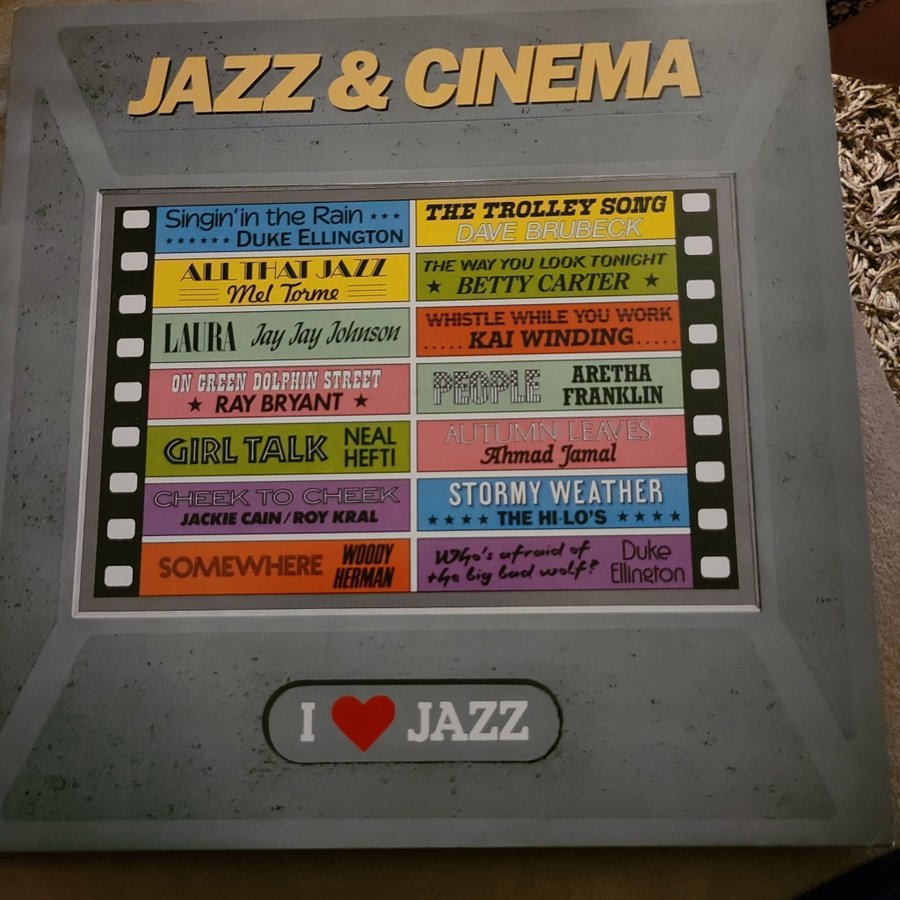 JAZZ & CINEMA
Singin' in the Rain
DUKE ELLINGTON
ALL THAT JAZZ
Mel Torme
LAURA Jay Jay Johnson
ON GREEN DOLPHIN STREET
RAY BRYANT
GIRL TALK NEAL
HEFTI
CHEEK TO CHEEK
JACKIE CAIN/ROY KRAL
SOMEWHERE WOODY
HERMAN
THE TROLLEY SONG
DAVE BRUBECK
THE WAY YOU LOOK TONIGHT
BETTY CARTER
WHISTLE WHILE YOU WORK
KAI WINDING
PEOPLE ARETHA
FRANKLIN
AUTUMN LEAVES
Ahmad Jamal
STORMY WEATHER
THE HI-LO'S
Who's afraid of
the big bad wolf? Duke
Ellington
I ❤ JAZZ